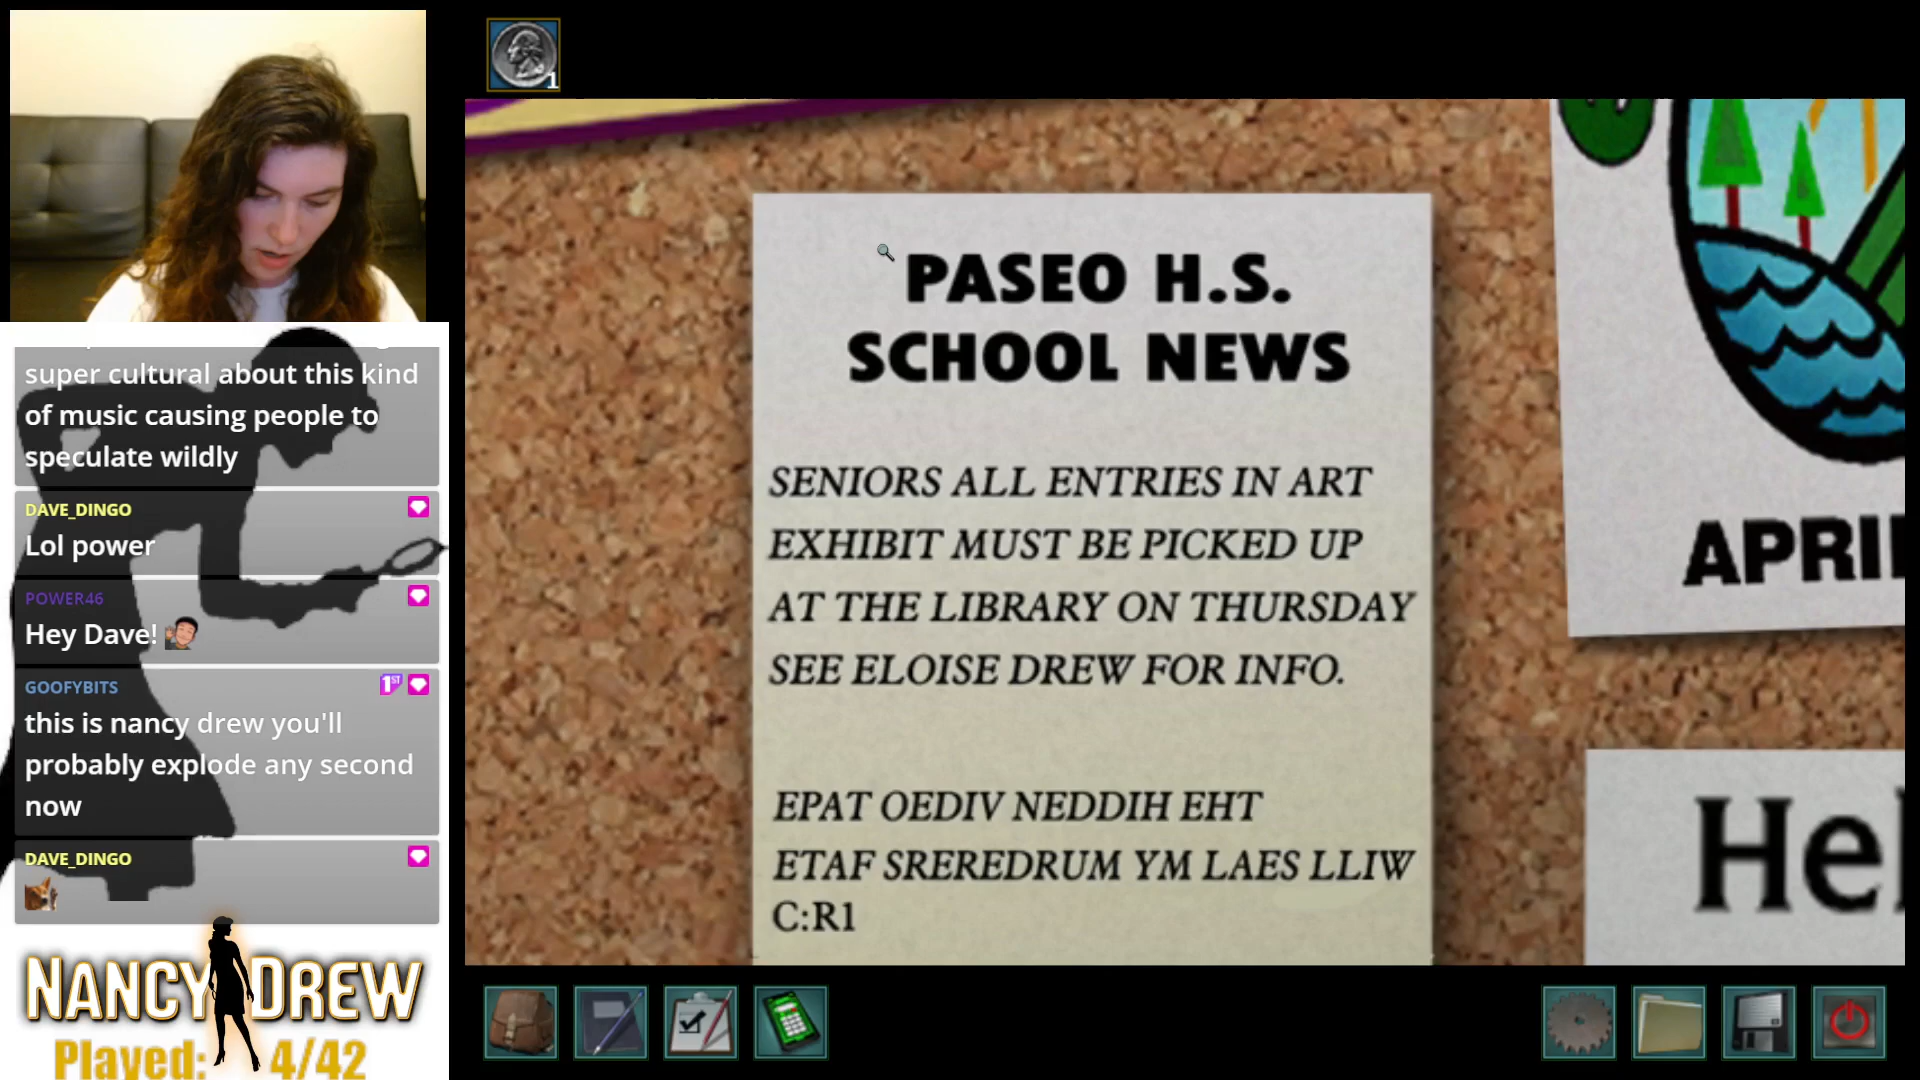 1
super cultural about this kind
of music causing people to
speculate wildly
DAVE_DINGO
Lol power
POWER46
Hey Dave!
GOOFYBITS
1ST
this is nancy drew you'll
probably explode any second
now
DAVE_DINGO
NANCY DREW
Played: 4/42
PASEO H.S.
SCHOOL NEWS
SENIORS ALL ENTRIES IN ART
EXHIBIT MUST BE PICKED UP
AT THE LIBRARY ON THURSDAY
SEE ELOISE DREW FOR INFO.
EPAT OEDIV NEDDIH EHT
ETAF SREREDRUM YM LAES LLIW
C:R1